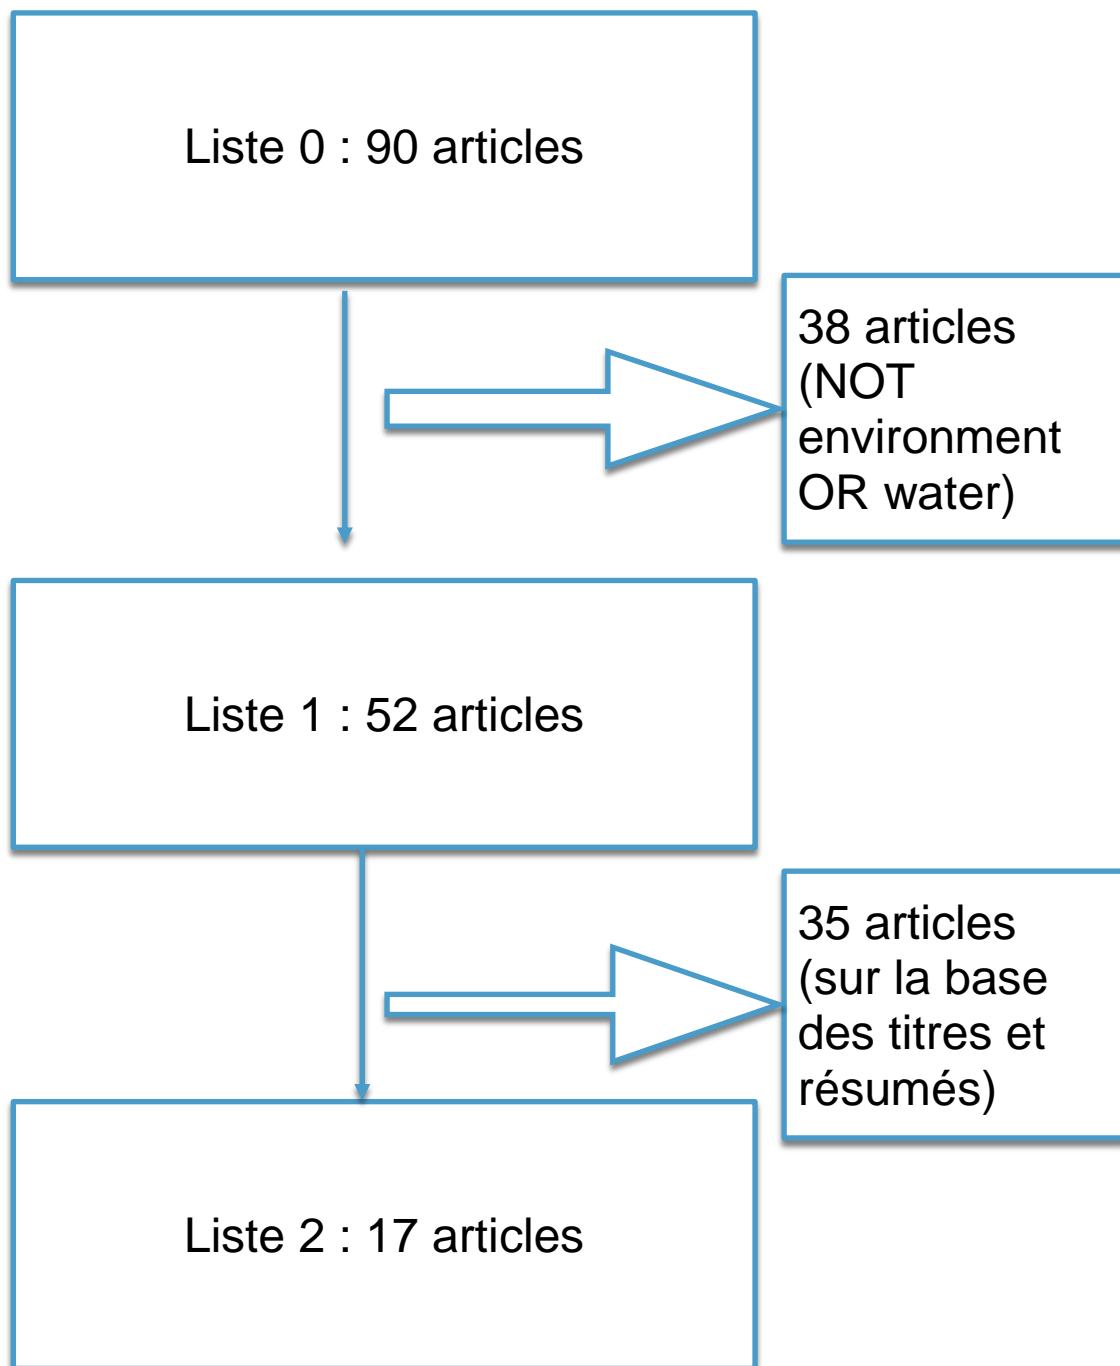 Liste 0 : 90 articles
38 articles
(NOT
environment
OR water)
Liste 1 : 52 articles
35 articles
(sur la base
des titres et
résumés)
Liste 2 : 17 articles